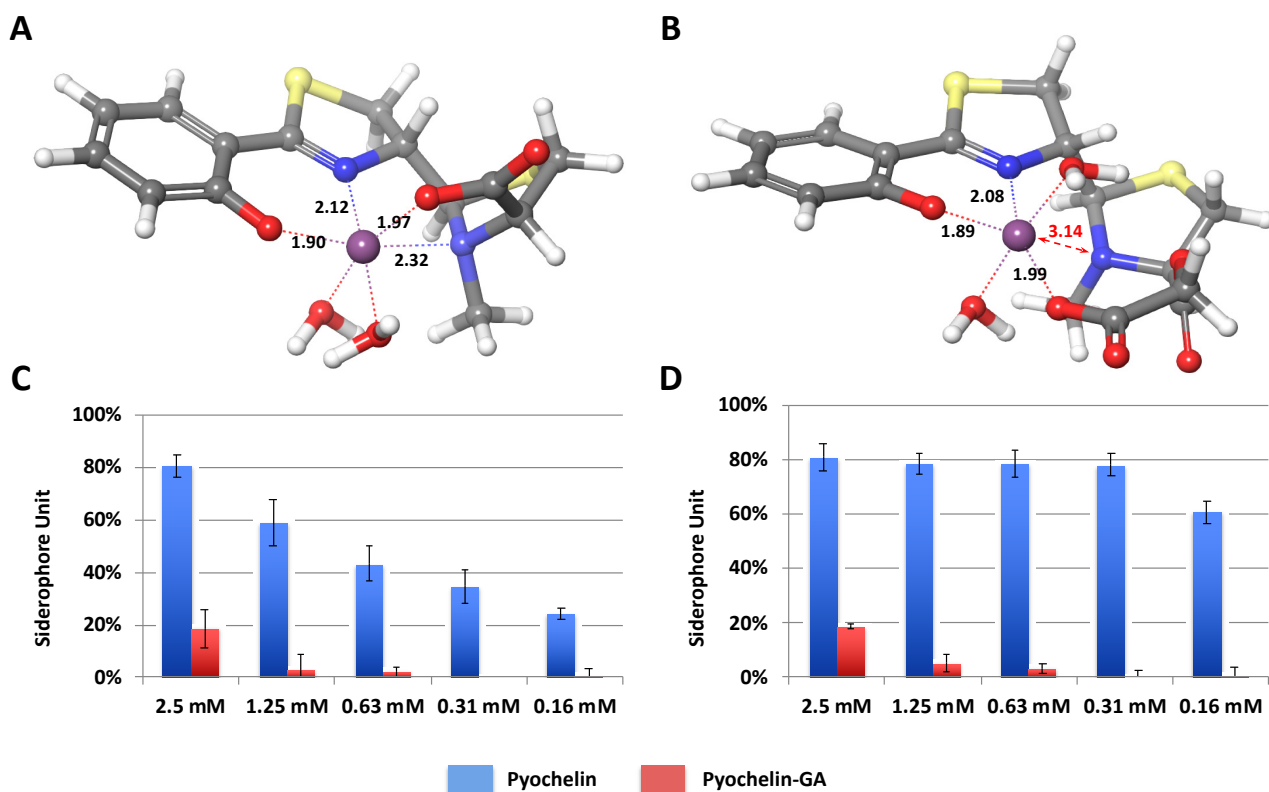 A
B
2.12
1.97
1.90
2.32
2.08
1.89
3.14
1.99
C
D
100%
80%
60%
40%
20%
0%
Siderophore Unit
2.5 mM 1.25 mM 0.63 mM 0.31 mM 0.16 mM
100%
80%
60%
40%
20%
0%
Siderophore Unit
2.5 mM 1.25 mM 0.63 mM 0.31 mM 0.16 mM
Pyochelin Pyochelin-GA